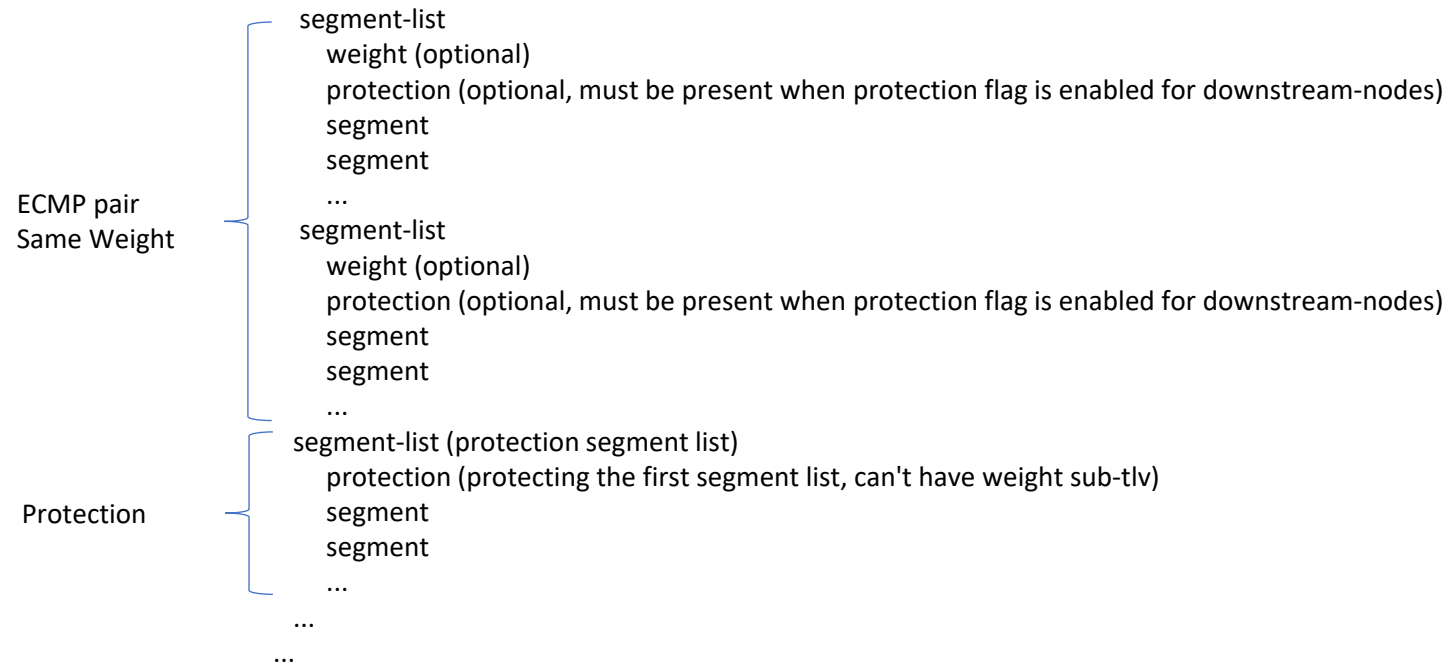 segment-list
weight (optional)
protection (optional, must be present when protection flag is enabled for downstream-nodes)
segment
segment
...
ECMP pair
Same Weight
segment-list
weight (optional)
protection (optional, must be present when protection flag is enabled for downstream-nodes)
segment
segment
...
segment-list (protection segment list)
protection (protecting the first segment list, can't have weight sub-tlv)
Protection
segment
segment
...
...
...